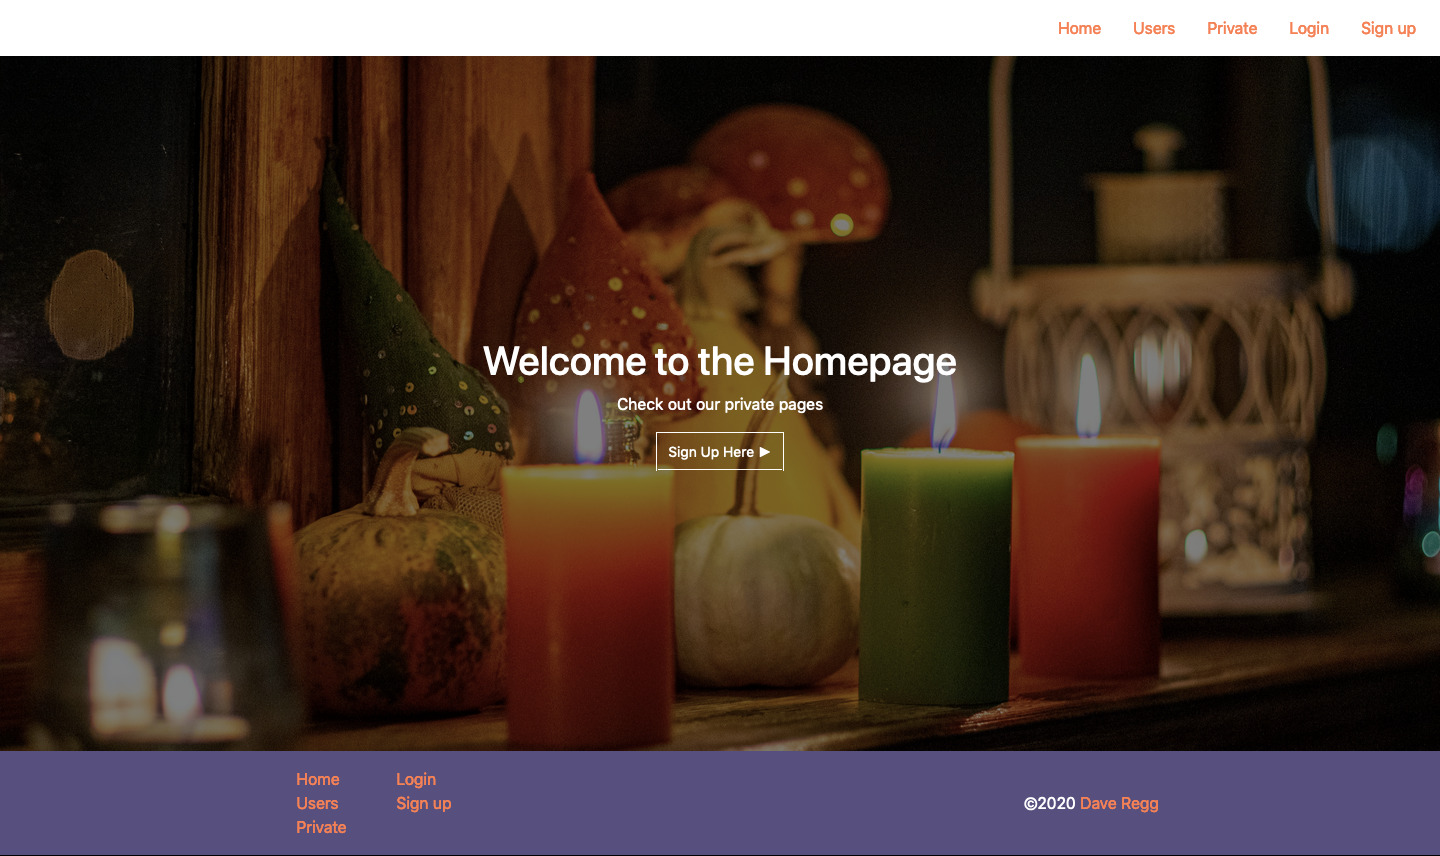 Home Users Private Login Sign up
Welcome to the Homepage
Check out our private pages
Sign Up Here ►
Home Login
Users Sign up
Private
©2020 Dave Regg